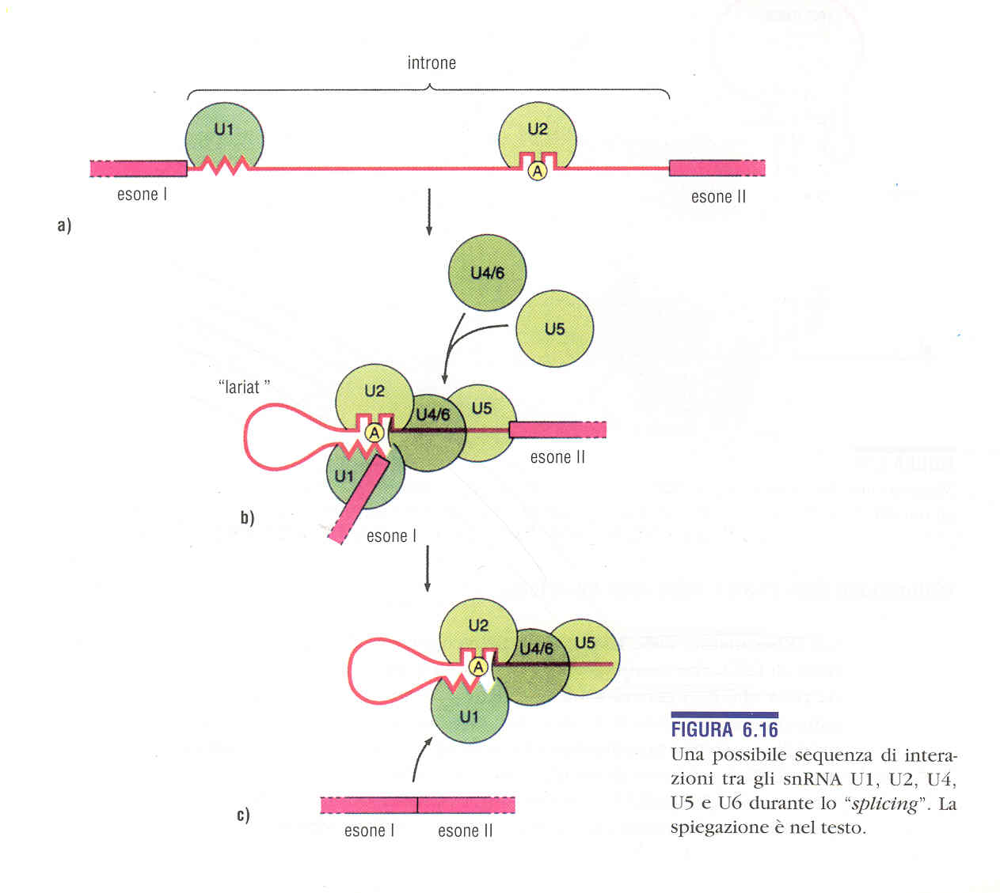 introne
U1
U2
A
esone I
esone II
a)
U4/6
U5
“lariat ”
U2
U4/6
U5
A
esone II
U1
b)
esone I
U2
U4/6
U5
A
U1
c)
esone I
esone II
FIGURA 6.16
Una possibile sequenza di intera-
zioni tra gli snRNA U1, U2, U4,
U5 e U6 durante lo “splicing”. La
spiegazione è nel testo.